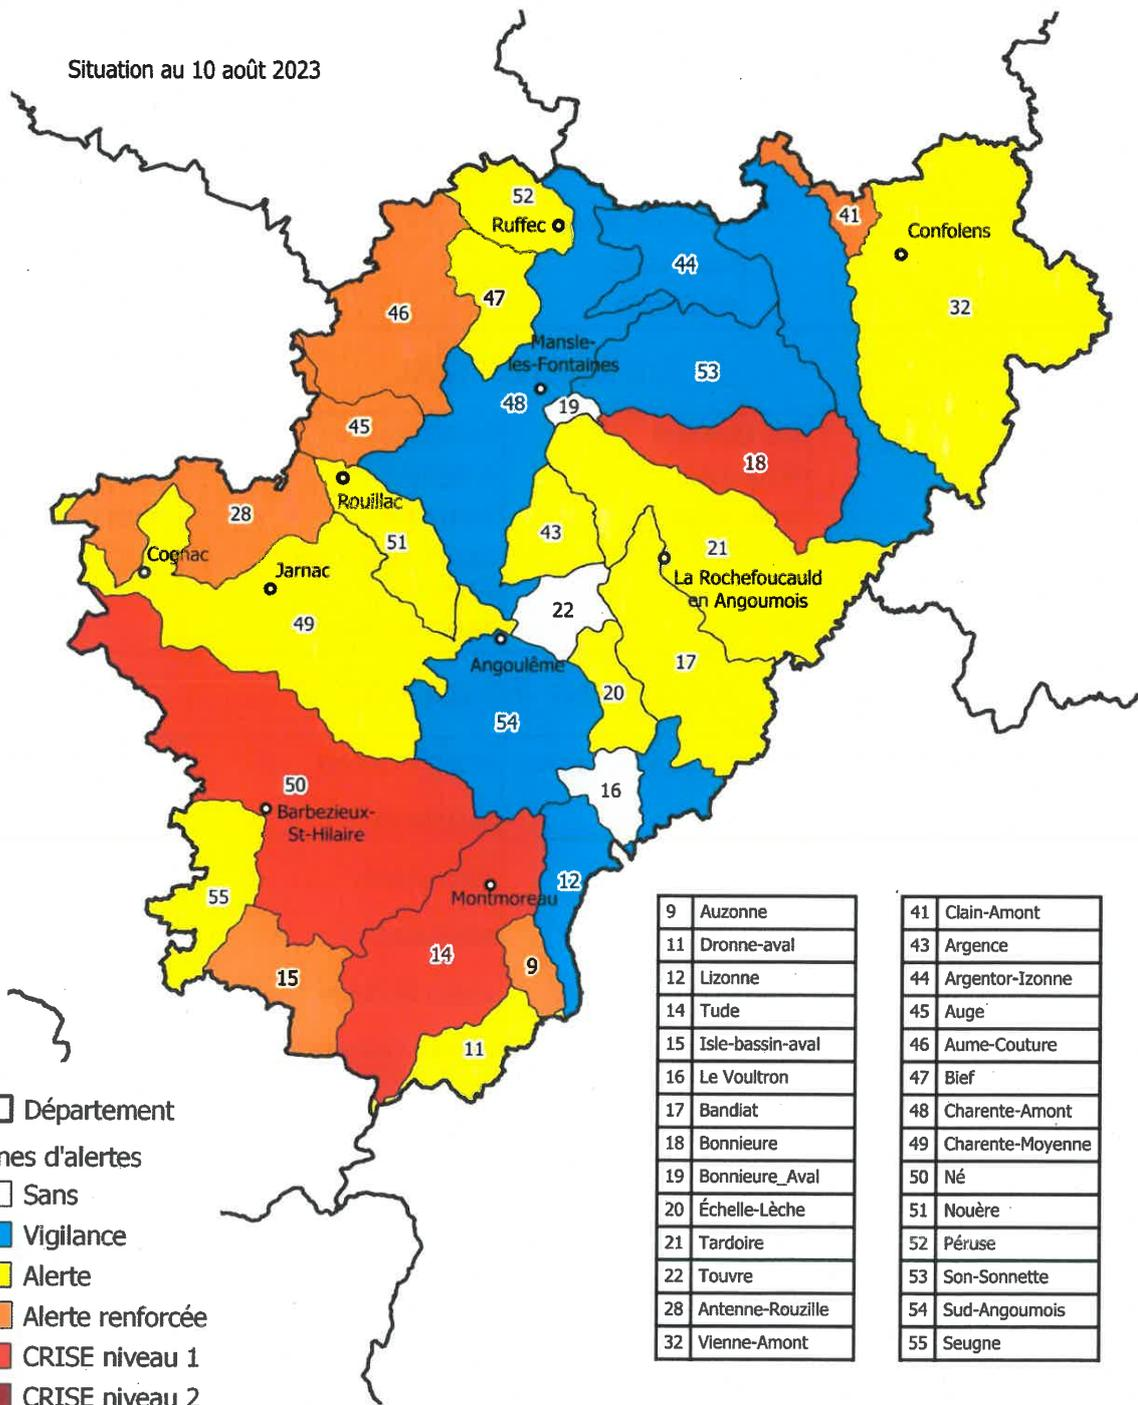 Situation au 10 août 2023
52
Ruffec
41
Confolens
44
47
46
32
Mansle-
les-Fontaines
53
48
19
45
18
Rouillac
28
43
51
21
Cognac
Jarnac
La Rochefoucauld
en Angoumois
22
49
Angoulême
17
20
54
50
16
Barbezieux-
St-Hilaire
12
55
Montmoreau
14
9
15
11
9 Auzonne
11 Dronne-aval
12 Lizonne
14 Tude
15 Isle-bassin-aval
16 Le Voultron
17 Bandiat
18 Bonnieure
19 Bonnieure_Aval
20 Échelle-Lèche
21 Tardoire
22 Touvre
28 Antenne-Rouzille
32 Vienne-Amont
41 Clain-Amont
43 Argence
44 Argentor-Izonne
45 Auge
46 Aume-Couture
47 Bief
48 Charente-Amont
49 Charente-Moyenne
50 Né
51 Nouère
52 Péruse
53 Son-Sonnette
54 Sud-Angoumois
55 Seugne
Département
nes d'alertes
Sans
Vigilance
Alerte
Alerte renforcée
CRISE niveau 1
CRISE niveau 2